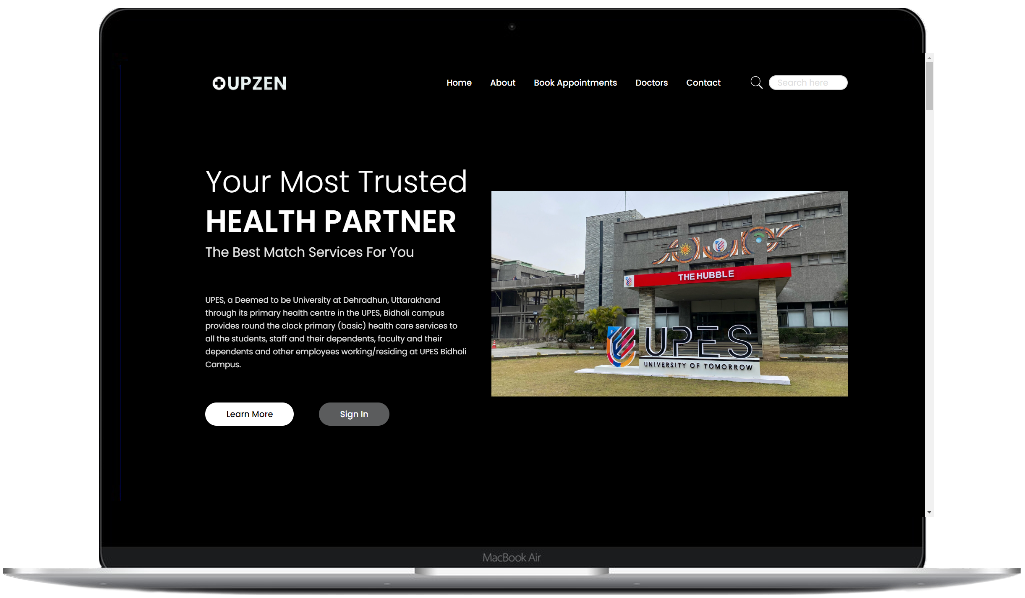 OUPZEN
Home About Book Appointments Doctors Contact Search here
Your Most Trusted
HEALTH PARTNER
The Best Match Services For You
UPES, a Deemed to be University at Dehradhun, Uttarakhand
through its primary health centre in the UPES, Bidholi campus
provides round the clock primary (basic) health care services to
all the students, staff and their dependents, faculty and their
dependents and other employees working/residing at UPES Bidholi
Campus.
Learn More Sign In
THE HUBBLE
UPES
UNIVERSITY OF TOMORROW
MacBook Air